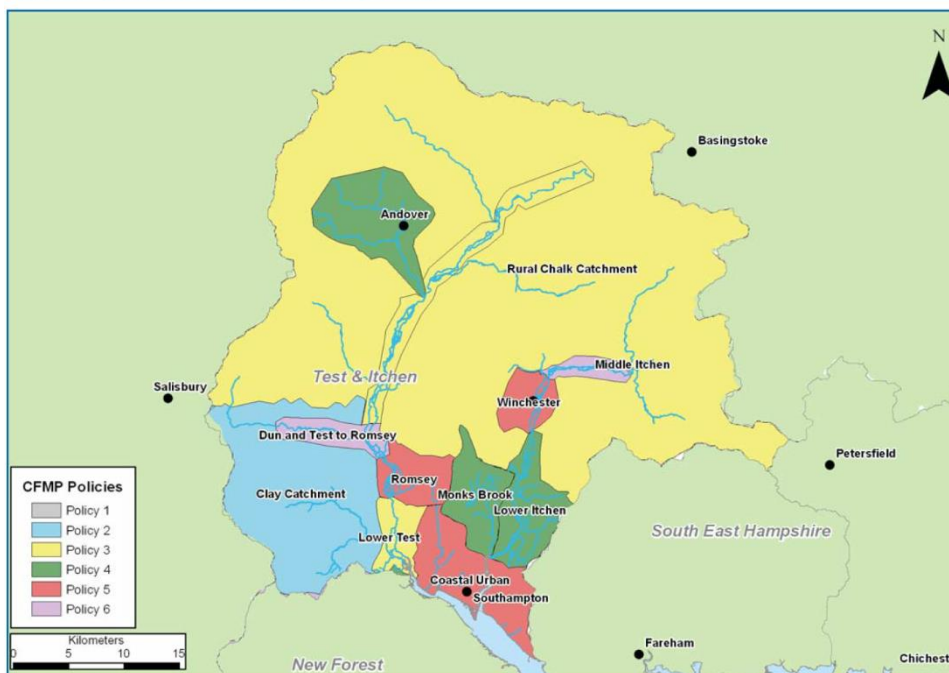 N
Basingstoke
Andover
Rural Chalk Catchment
Middle Itchen
Test & Itchen
Salisbury
Winchester
Dun and Test to Romsey
Petersfield
CFMP Policies
Policy 1
Policy 2
Policy 3
Policy 4
Policy 5
Policy 6
Clay Catchment
Romsey
Monks Brook
Lower Itchen
South East Hampshire
Lower Test
Coastal Urban
Southampton
Kilometers
0 5 10 15
New Forest
Fareham
Chichest